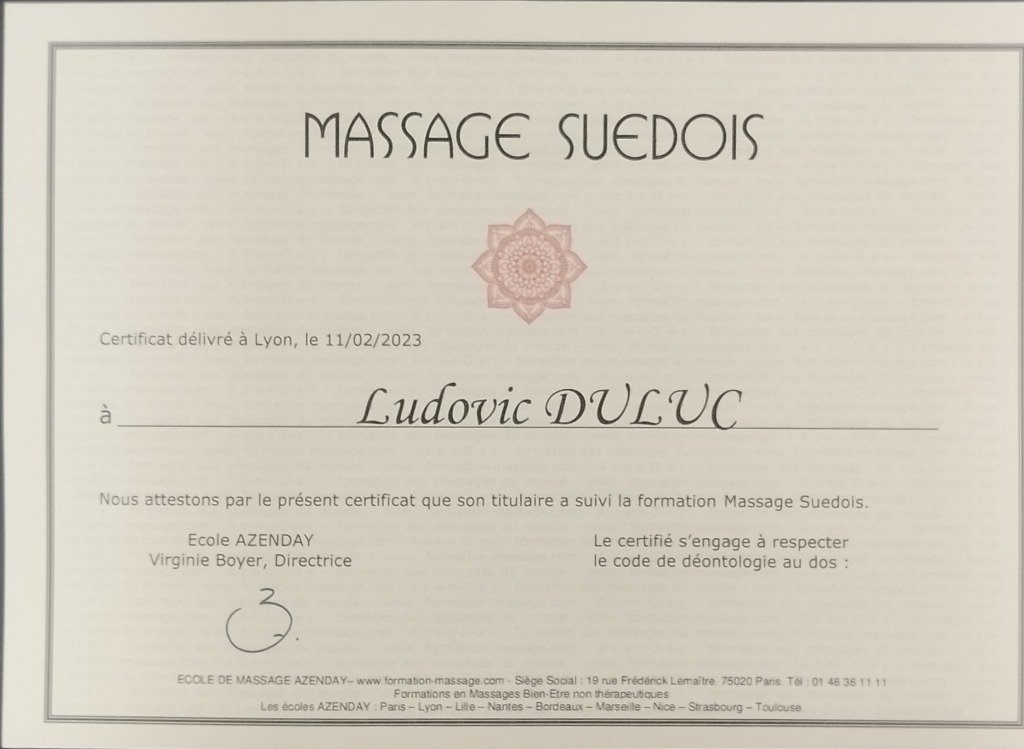 MASSAGE SUEDOIS
Certificat délivré à Lyon, le 11/02/2023
à Ludovic DULUC
Nous attestons par le présent certificat que son titulaire a suivi la formation Massage Suedois.
Ecole AZENDAY
Virginie Boyer, Directrice
Le certifié s'engage à respecter
le code de déontologie au dos :
ECOLE DE MASSAGE AZENDAY– www.formation-massage.com - Siège Social : 19 rue Frédérick Lemaître, 75020 Paris. Tél : 01 46 36 11 11
Formations en Massages Bien-Etre non thérapeutiques
Les écoles AZENDAY : Paris – Lyon – Lille – Nantes – Bordeaux – Marseille – Nice – Strasbourg – Toulouse